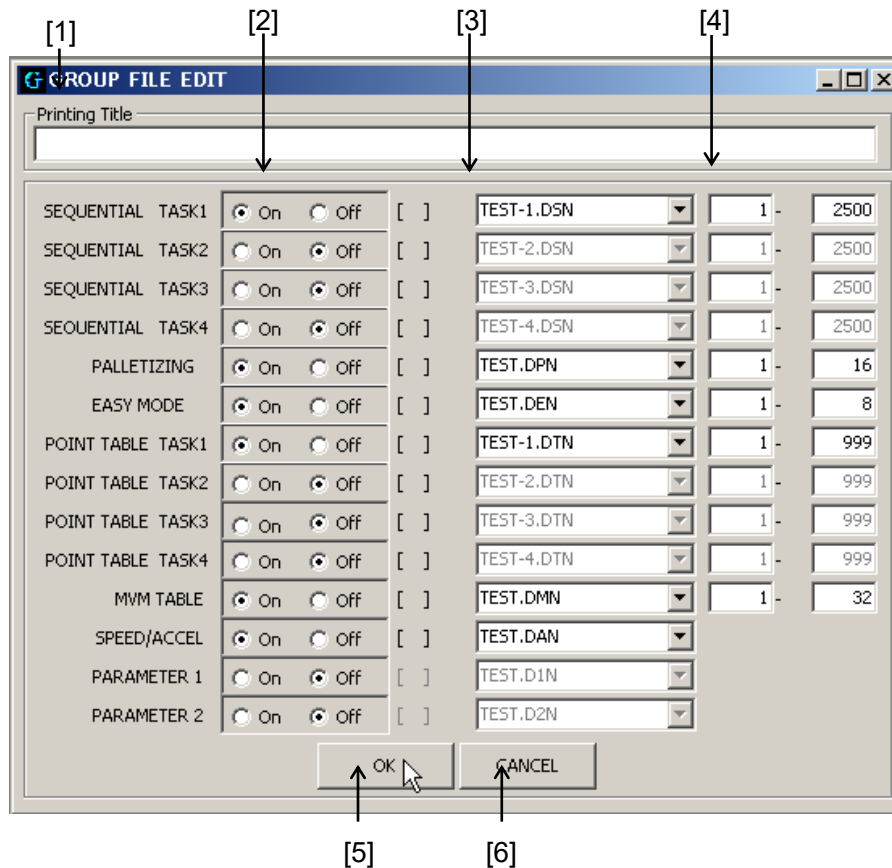 [1] [2] [3] [4]
GROUP FILE EDIT
Printing Title
SEQUENTIAL TASK1 On Off [ ] TEST-1.DSN 1 - 2500
SEQUENTIAL TASK2 On Off [ ] TEST-2.DSN 1 - 2500
SEQUENTIAL TASK3 On Off [ ] TEST-3.DSN 1 - 2500
SEQUENTIAL TASK4 On Off [ ] TEST-4.DSN 1 - 2500
PALLETIZING On Off [ ] TEST.DPN 1 - 16
EASY MODE On Off [ ] TEST.DEN 1 - 8
POINT TABLE TASK1 On Off [ ] TEST-1.DTN 1 - 999
POINT TABLE TASK2 On Off [ ] TEST-2.DTN 1 - 999
POINT TABLE TASK3 On Off [ ] TEST-3.DTN 1 - 999
POINT TABLE TASK4 On Off [ ] TEST-4.DTN 1 - 999
MVM TABLE On Off [ ] TEST.DMN 1 - 32
SPEED/ACCEL On Off [ ] TEST.DAN
PARAMETER 1 On Off [ ] TEST.D1N
PARAMETER 2 On Off [ ] TEST.D2N
OK CANCEL
[5] [6]